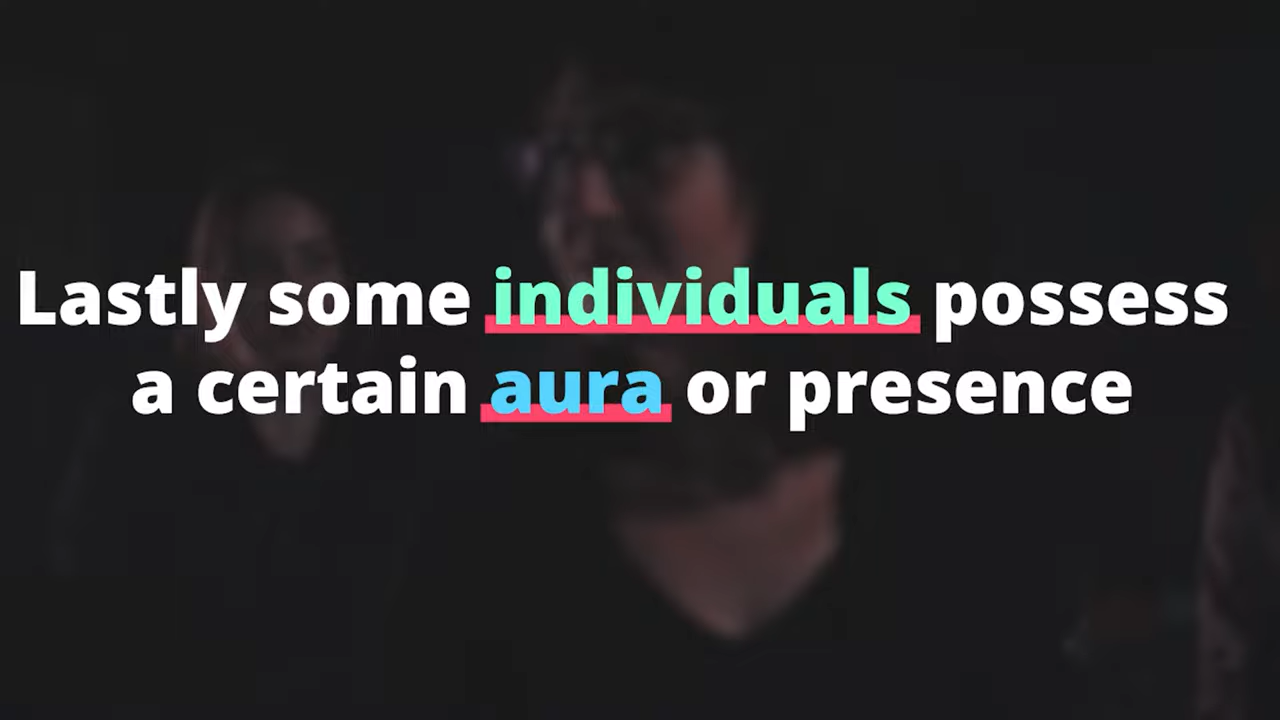 Lastly some individuals possess
a certain aura or presence